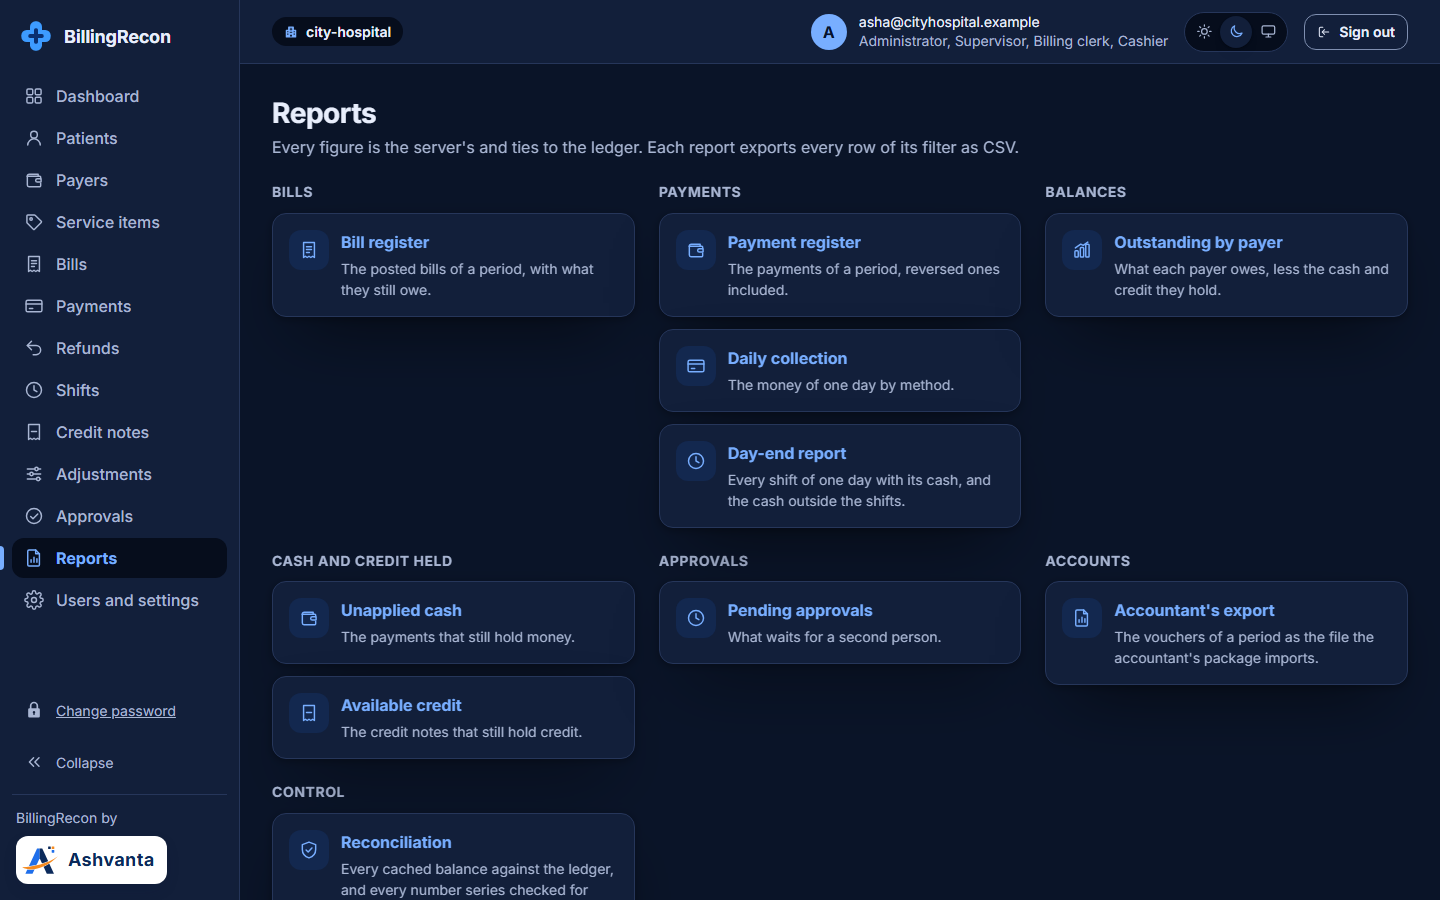 BillingRecon
Dashboard
Patients
Payers
Service items
Bills
Payments
Refunds
Shifts
Credit notes
Adjustments
Approvals
Reports
Users and settings
Change password
Collapse
BillingRecon by
Ashvanta
city-hospital
A
asha@cityhospital.example
Administrator, Supervisor, Billing clerk, Cashier
Sign out
Reports
Every figure is the server's and ties to the ledger. Each report exports every row of its filter as CSV.
BILLS
Bill register
The posted bills of a period, with what
they still owe.
PAYMENTS
Payment register
The payments of a period, reversed ones
included.
Daily collection
The money of one day by method.
Day-end report
Every shift of one day with its cash, and
the cash outside the shifts.
BALANCES
Outstanding by payer
What each payer owes, less the cash and
credit they hold.
CASH AND CREDIT HELD
Unapplied cash
The payments that still hold money.
Available credit
The credit notes that still hold credit.
APPROVALS
Pending approvals
What waits for a second person.
ACCOUNTS
Accountant's export
The vouchers of a period as the file the
accountant's package imports.
CONTROL
Reconciliation
Every cached balance against the ledger,
and every number series checked for